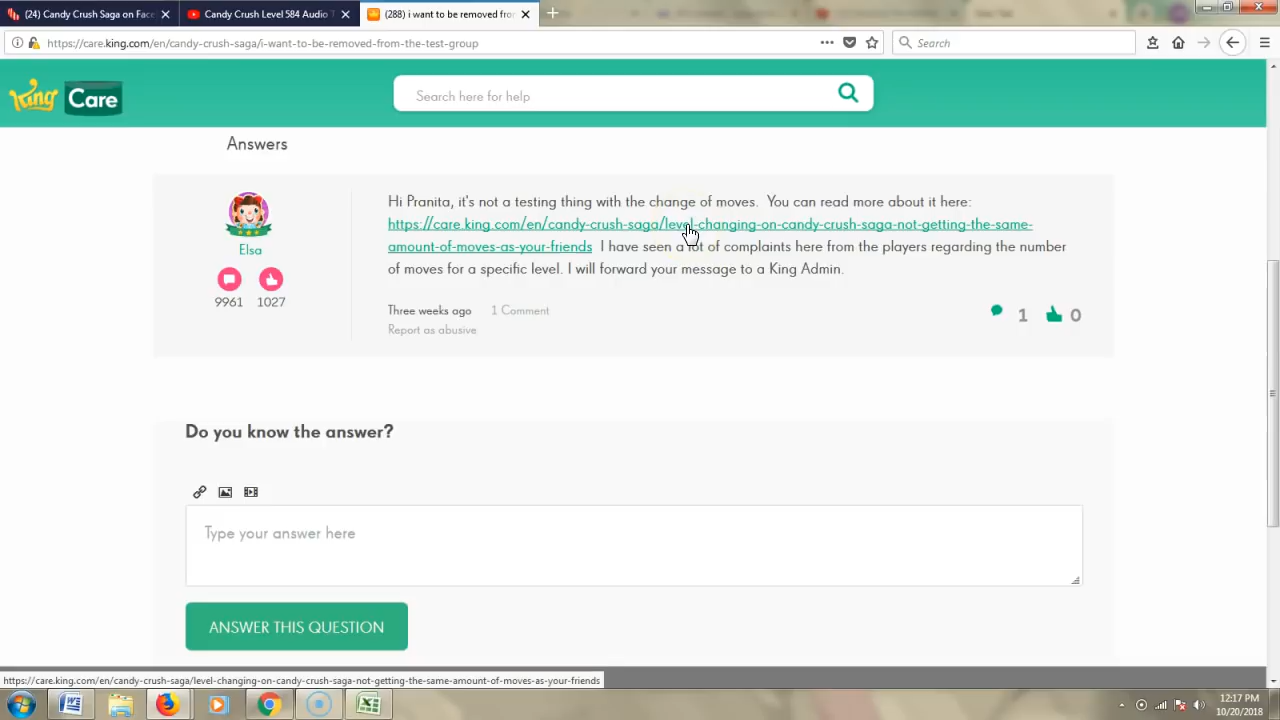 (24) Candy Crush Saga on Face
Candy Crush Level 584 Audio T
(288) i want to be removed from
https://care.king.com/en/candy-crush-saga/i-want-to-be-removed-from-the-test-group
Search
King Care
Search here for help
Answers
Hi Pranita, it's not a testing thing with the change of moves. You can read more about it here:
https://care.king.com/en/candy-crush-saga/level-changing-on-candy-crush-saga-not-getting-the-same-
amount-of-moves-as-your-friends I have seen a lot of complaints here from the players regarding the number
of moves for a specific level. I will forward your message to a King Admin.
Elsa
9961 1027
Three weeks ago 1 Comment
Report as abusive
1 0
Do you know the answer?
Type your answer here
ANSWER THIS QUESTION
https://care.king.com/en/candy-crush-saga/level-changing-on-candy-crush-saga-not-getting-the-same-amount-of-moves-as-your-friends
12:17 PM
10/20/2018